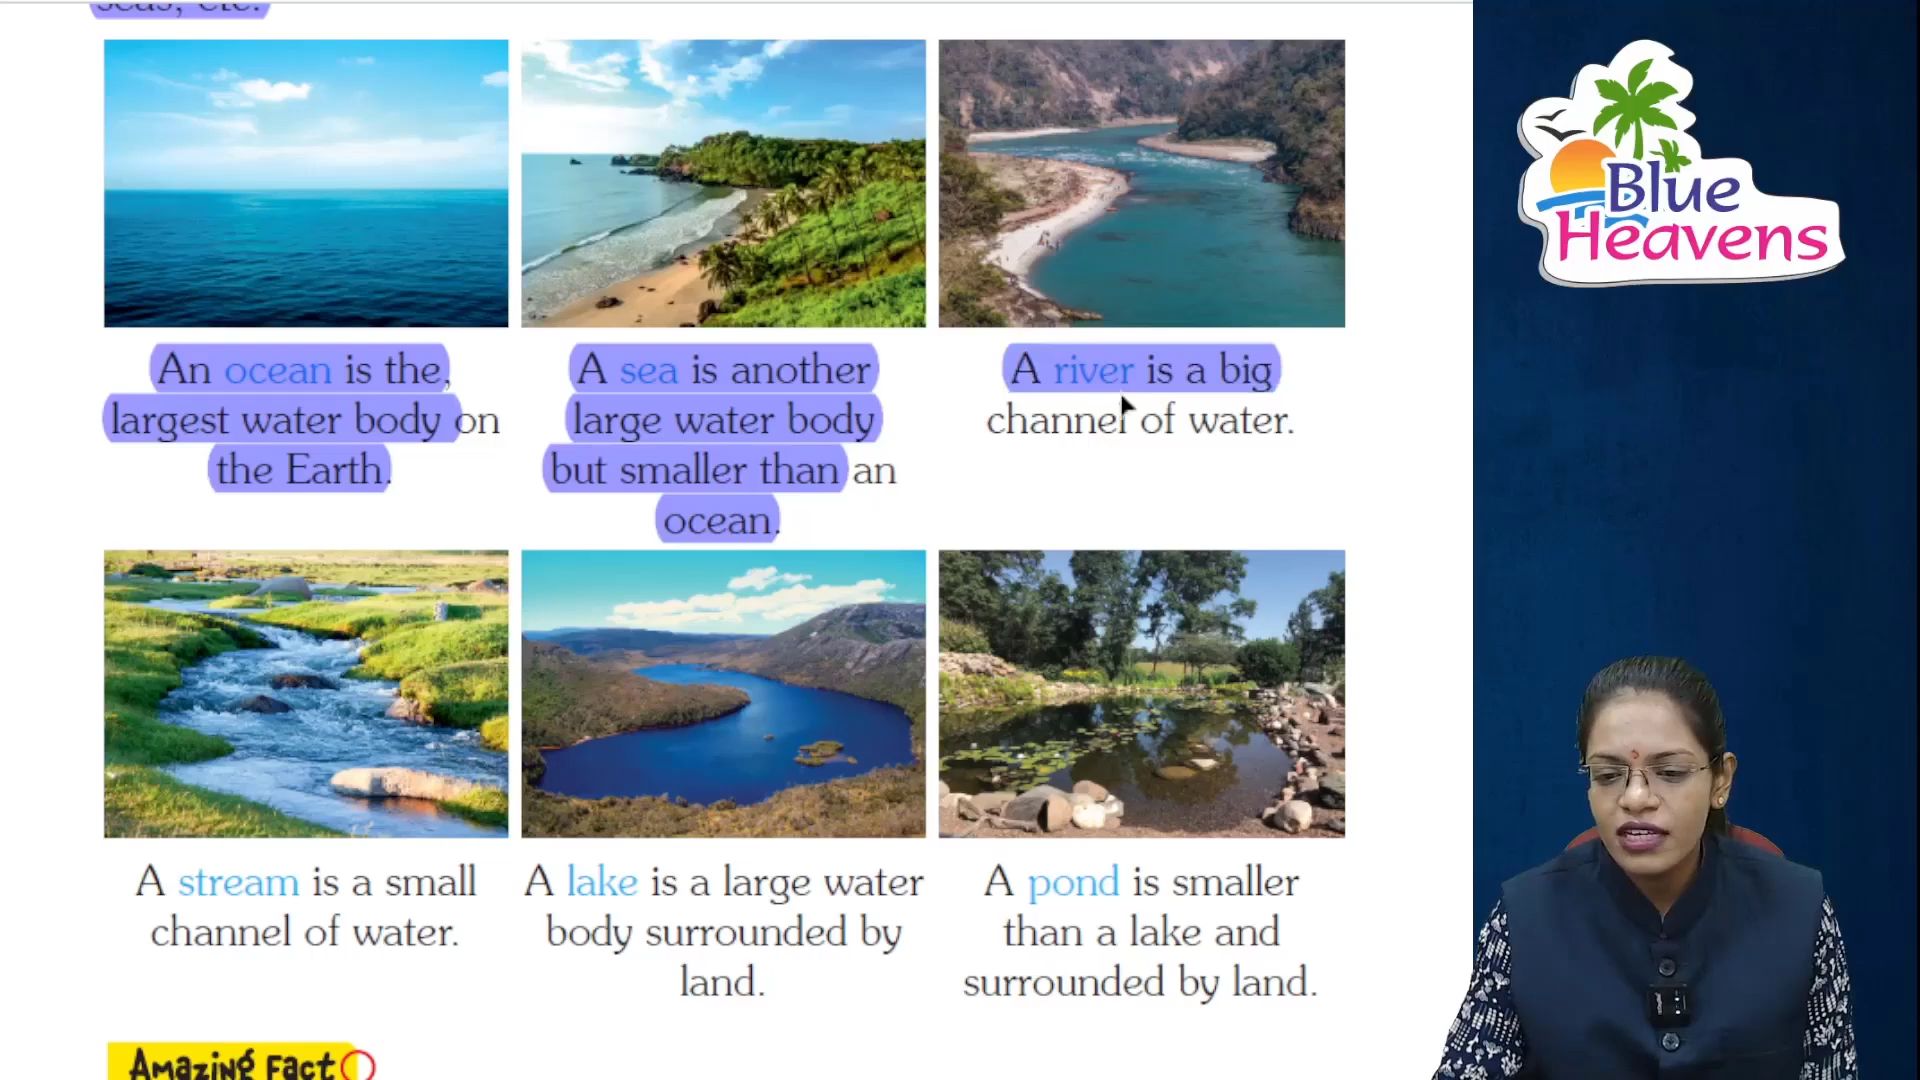 seas, etc.
An ocean is the,
largest water body on
the Earth.
A sea is another
large water body
but smaller than an
ocean.
A river is a big
channel of water.
A stream is a small
channel of water.
A lake is a large water
body surrounded by
land.
A pond is smaller
than a lake and
surrounded by land.
Amazing Fact
Blue
Heavens